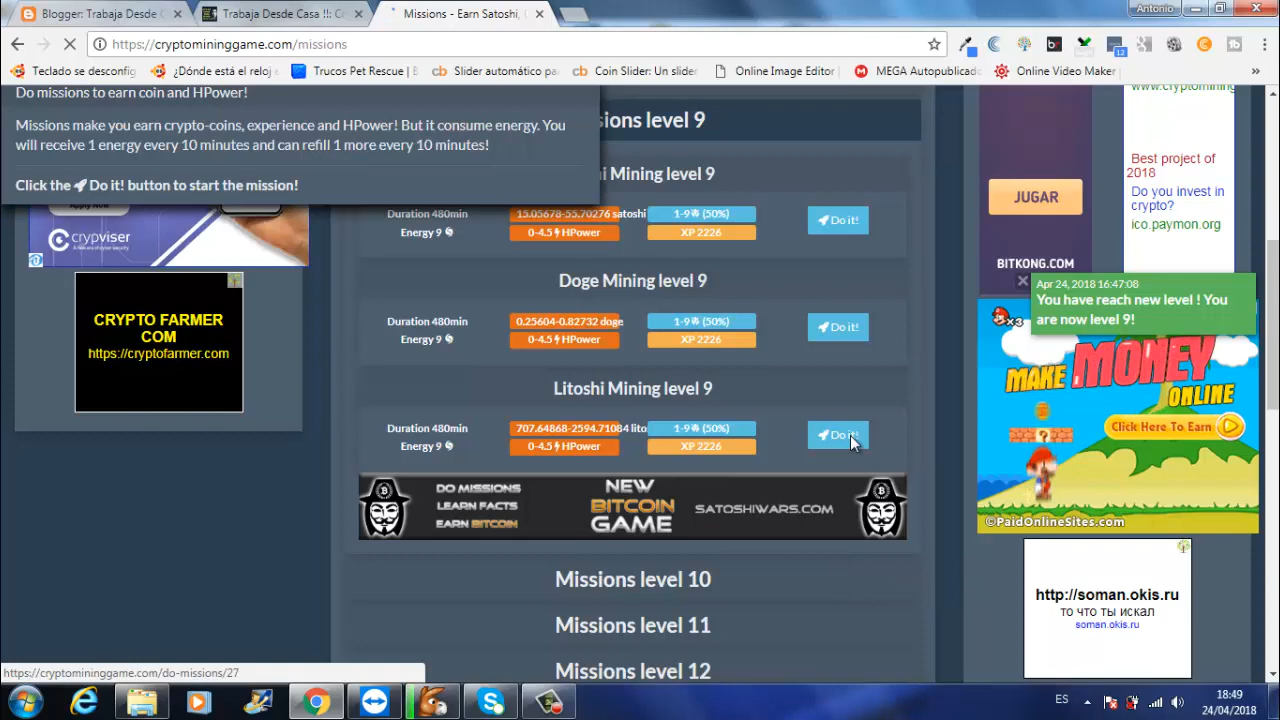 Antonio
Blogger: Trabaja Desde C
Trabaja Desde Casa !!: C
Missions - Earn Satoshi,
https://cryptomininggame.com/missions
12
Teclado se desconfig
¿Dónde está el reloj
Trucos Pet Rescue |
Slider automático pa
Coin Slider: Un slider
Online Image Editor |
MEGA Autopublicado
Online Video Maker |
»
Do missions to earn coin and HPower!
Missions make you earn crypto-coins, experience and HPower! But it consume energy. You
will receive 1 energy every 10 minutes and can refill 1 more every 10 minutes!
Click the Do it! button to start the mission!
crypviser
CRYPTO FARMER
COM
https://cryptofarmer.com
sions level 9
i Mining level 9
Duration 480min
15.05678-55.70276 satoshi
1-9 (50%)
Do it!
Energy 9
0-4.5 HPower
XP 2226
Doge Mining level 9
Duration 480min
0.25604-0.82732 doge
1-9 (50%)
Do it!
Energy 9
0-4.5 HPower
XP 2226
Litoshi Mining level 9
Duration 480min
707.64868-2594.71084 lito
1-9 (50%)
Do it!
Energy 9
0-4.5 HPower
XP 2226
DO MISSIONS
LEARN FACTS
EARN BITCOIN
NEW
BITCOIN
GAME
SATOSHIWARS.COM
Missions level 10
Missions level 11
Missions level 12
JUGAR
BITKONG.COM
www.cryptomining
Best project of
2018
Do you invest in
crypto?
ico.paymon.org
Apr 24, 2018 16:47:08
You have reach new level ! You
are now level 9!
x3
MAKE MONEY
ONLINE
Click Here To Earn
©PaidOnlineSites.com
http://soman.okis.ru
то что ты искал
soman.okis.ru
https://cryptomininggame.com/do-missions/27
ES
18:49
24/04/2018